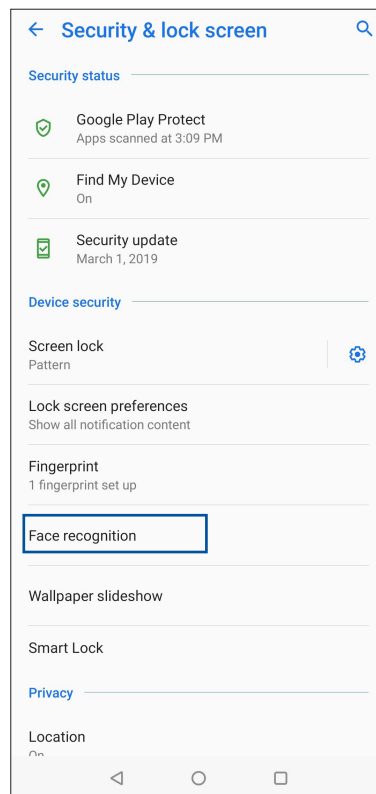 Security & lock screen
Security status
Google Play Protect
Apps scanned at 3:09 PM
Find My Device
On
Security update
March 1, 2019
Device security
Screen lock
Pattern
Lock screen preferences
Show all notification content
Fingerprint
1 fingerprint set up
Face recognition
Wallpaper slideshow
Smart Lock
Privacy
Location
On